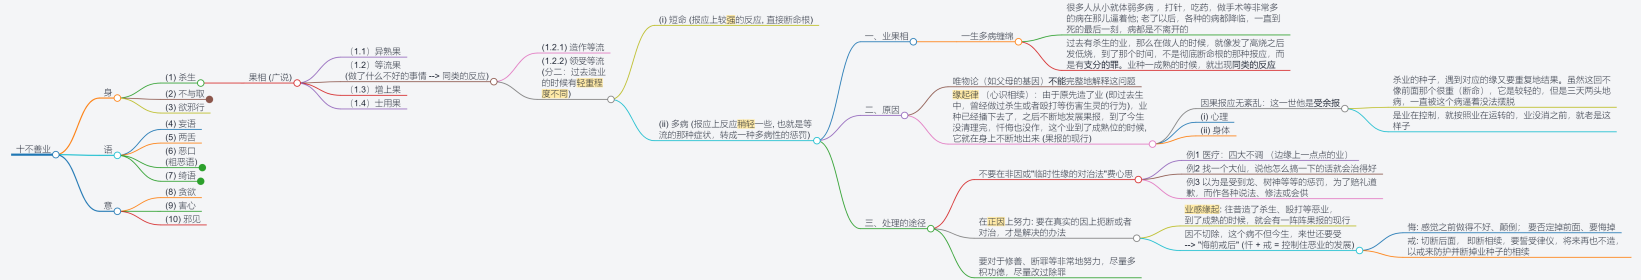 十不善业
身
(1) 杀生
(2) 不与取
(3) 欲邪行
语
(4) 妄语
(5) 两舌
(6) 恶口
(粗恶语)
(7) 绮语
意
(8) 贪欲
(9) 害心
(10) 邪见
果相 (广说)
(1.1）异熟果
(1.2）等流果
(做了什么不好的事情 --> 同类的反应)
(1.3）增上果
(1.4）士用果
(1.2.1) 造作等流
(1.2.2) 领受等流
(分二：过去造业
的时候有轻重程
度不同)
(i) 短命 (报应上较强的反应, 直接断命根)
(ii) 多病 (报应上反应稍轻一些, 也就是等
流的那种症状，转成一种多病性的惩罚)
一、业果相
一生多病缠绵
很多人从小就体弱多病 ，打针，吃药，做手术等非常多
的病在那儿逼着他; 老了以后，各种的病都降临，一直到
死的最后一刻，病都是不离开的
过去有杀生的业，那么在做人的时候，就像发了高烧之后
发低烧，到了那个时间，不是彻底断命根的那种报应，而
是有支分的罪。业种一成熟的时候，就出现同类的反应
二、原因
唯物论（如父母的基因）不能完整地解释这问题
缘起律 （心识相续）：由于原先造了业 (即过去生
中，曾经做过杀生或者殴打等伤害生灵的行为)，业
种已经播下去了，之后不断地发展果报，到了今生
没清理完，忏悔也没作，这个业到了成熟位的时候,
它就在身上不断地出来 (果报的现行)
因果报应无紊乱：这一世他是受余报
(i) 心理
(ii) 身体
杀业的种子，遇到对应的缘又要重复地结果。虽然这回不
像前面那个很重（断命），它是较轻的，但是三天两头地
病，一直被这个病逼着没法摆脱
是业在控制，就按照业在运转的，业没消之前，就老是这
样子
三、处理的途径
不要在非因或"临时性缘的对治法"费心思
例1 医疗：四大不调 （边缘上一点点的业）
例2 找一个大仙，说他怎么搞一下的话就会治得好
例3 以为是受到龙、树神等等的惩罚，为了赔礼道
歉，而作各种说法、修法或会供
在正因上努力: 要在真实的因上扼断或者
对治，才是解决的办法
业感缘起: 往昔造了杀生、殴打等恶业，
到了成熟的时候，就会有一阵阵果报的现行
因不切除，这个病不但今生，来世还要受
--> "悔前戒后" (忏 + 戒 = 控制住恶业的发展)
悔: 感觉之前做得不好、颠倒； 要否定掉前面、要悔掉
戒: 切断后面， 即断相续，要誓受律仪，将来再也不造，
以戒来防护并断掉业种子的相续
要对于修善、断罪等非常地努力，尽量多
积功德，尽量改过除罪